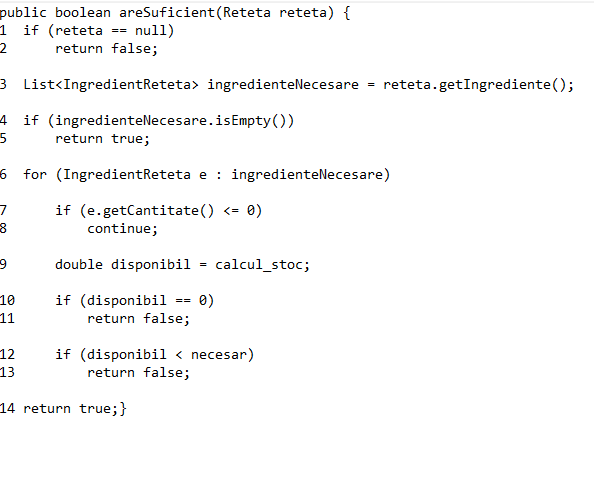 public boolean areSuficient(Reteta reteta) {
1  if (reteta == null)
2      return false;
3  List<IngredientReteta> ingredienteNecesare = reteta.getIngrediente();
4  if (ingredienteNecesare.isEmpty())
5      return true;
6  for (IngredientReteta e : ingredienteNecesare)
7      if (e.getCantitate() <= 0)
8          continue;
9      double disponibil = calcul_stoc;
10     if (disponibil == 0)
11         return false;
12     if (disponibil < necesar)
13         return false;
14 return true;}